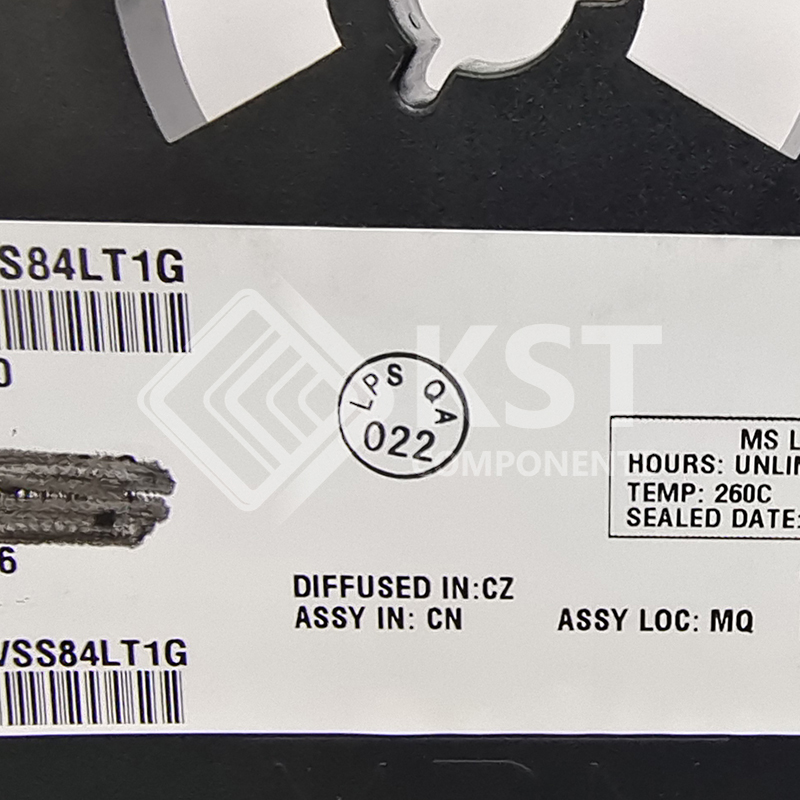 S84LT1G
0
KST
COMPONENT
LPS QA
022
MS L
HOURS: UNLIM
TEMP: 260C
SEALED DATE:
6
DIFFUSED IN:CZ
ASSY IN: CN
ASSY LOC: MQ
VSS84LT1G